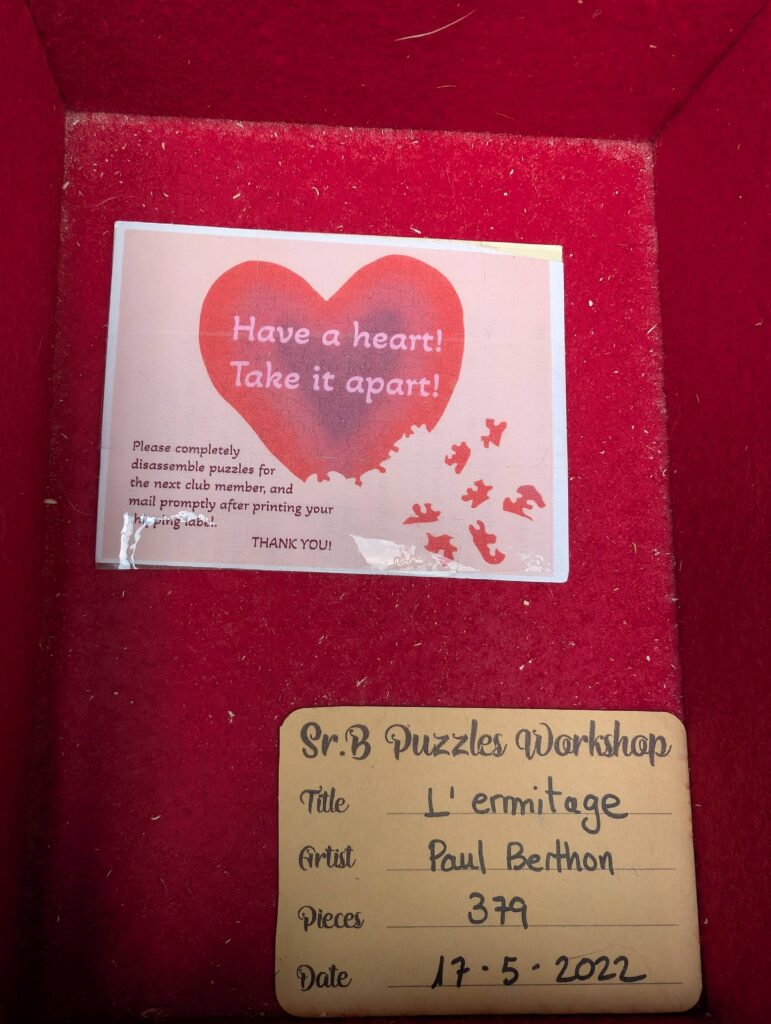 Have a heart!
Take it apart!
Please completely
disassemble puzzles for
the next club member, and
mail promptly after printing your
label.
THANK YOU!
Sr.B Puzzles Workshop
Title L' ermitage
Artist Paul Berthon
Pieces 379
Date 17.5.2022